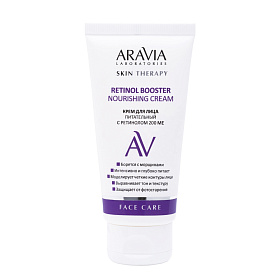 ARAVIA
LABORATORIES
SKIN THERAPY
RETINOL BOOSTER
NOURISHING CREAM
КРЕМ ДЛЯ ЛИЦА
ПИТАТЕЛЬНЫЙ
С РЕТИНОЛОМ 200 МЕ
AV
Борется с морщинами
Интенсивно и глубоко питает
Моделирует четкие контуры лица
Выравнивает тон и текстуру
Защищает от фотостарения
FACE CARE